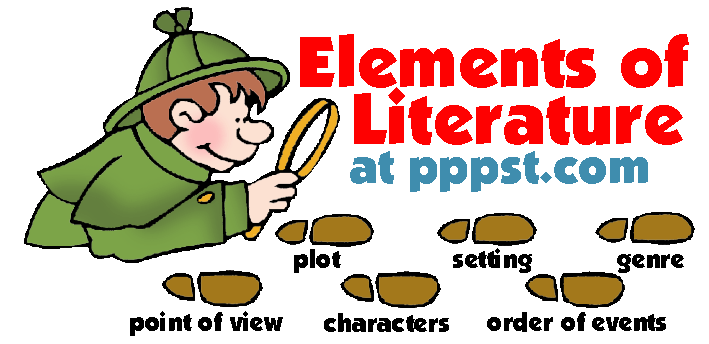 Elements of
Literature
at pppst.com
plot setting genre
point of view characters order of events